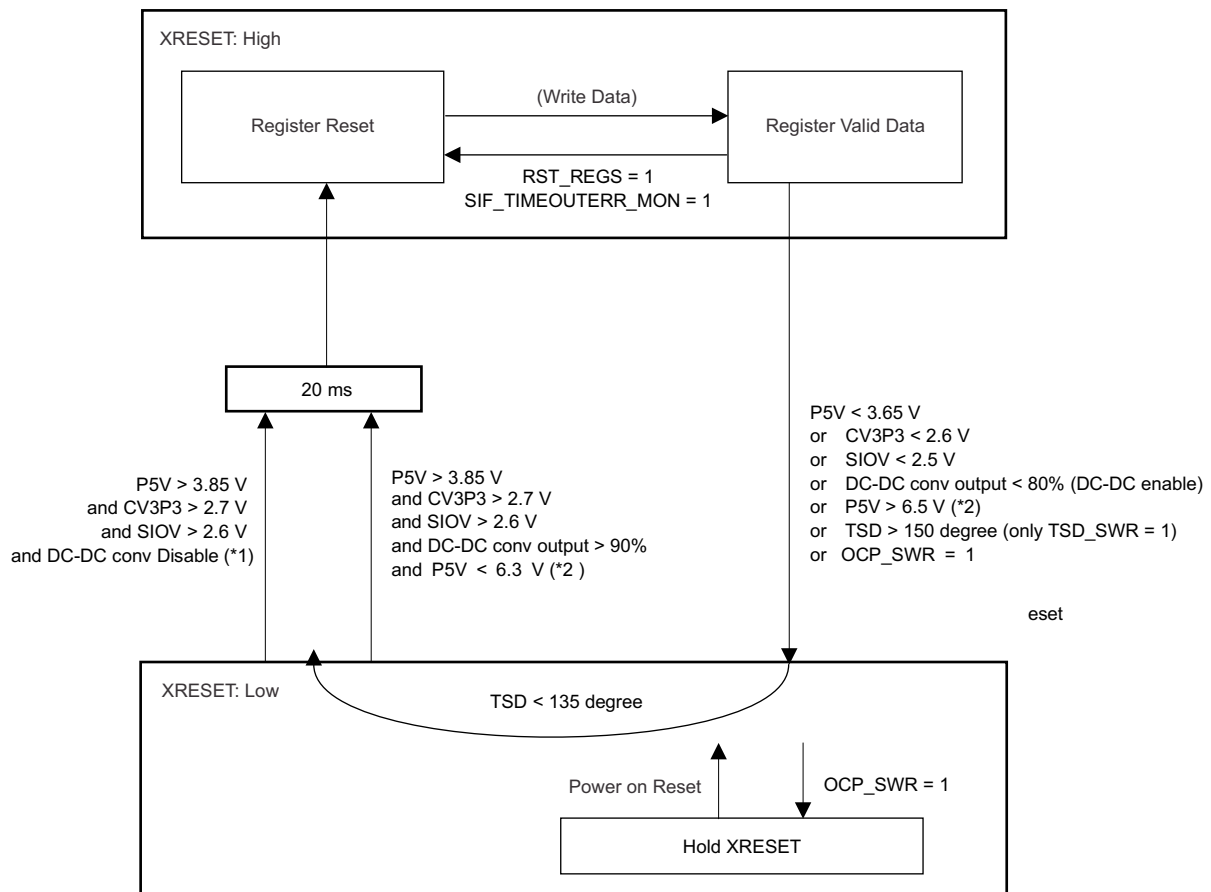 XRESET: High
Register Reset
(Write Data)
Register Valid Data
RST_REGS = 1
SIF_TIMEOUTERR_MON = 1
20 ms
P5V > 3.85 V
and CV3P3 > 2.7 V
and SIOV > 2.6 V
and DC-DC conv Disable (*1)
P5V > 3.85 V
and CV3P3 > 2.7 V
and SIOV > 2.6 V
and DC-DC conv output > 90%
and P5V < 6.3 V (*2 )
P5V < 3.65 V
or CV3P3 < 2.6 V
or SIOV < 2.5 V
or DC-DC conv output < 80% (DC-DC enable)
or P5V > 6.5 V (*2)
or TSD > 150 degree (only TSD_SWR = 1)
or OCP_SWR = 1
eset
XRESET: Low
TSD < 135 degree
Power on Reset
OCP_SWR = 1
Hold XRESET